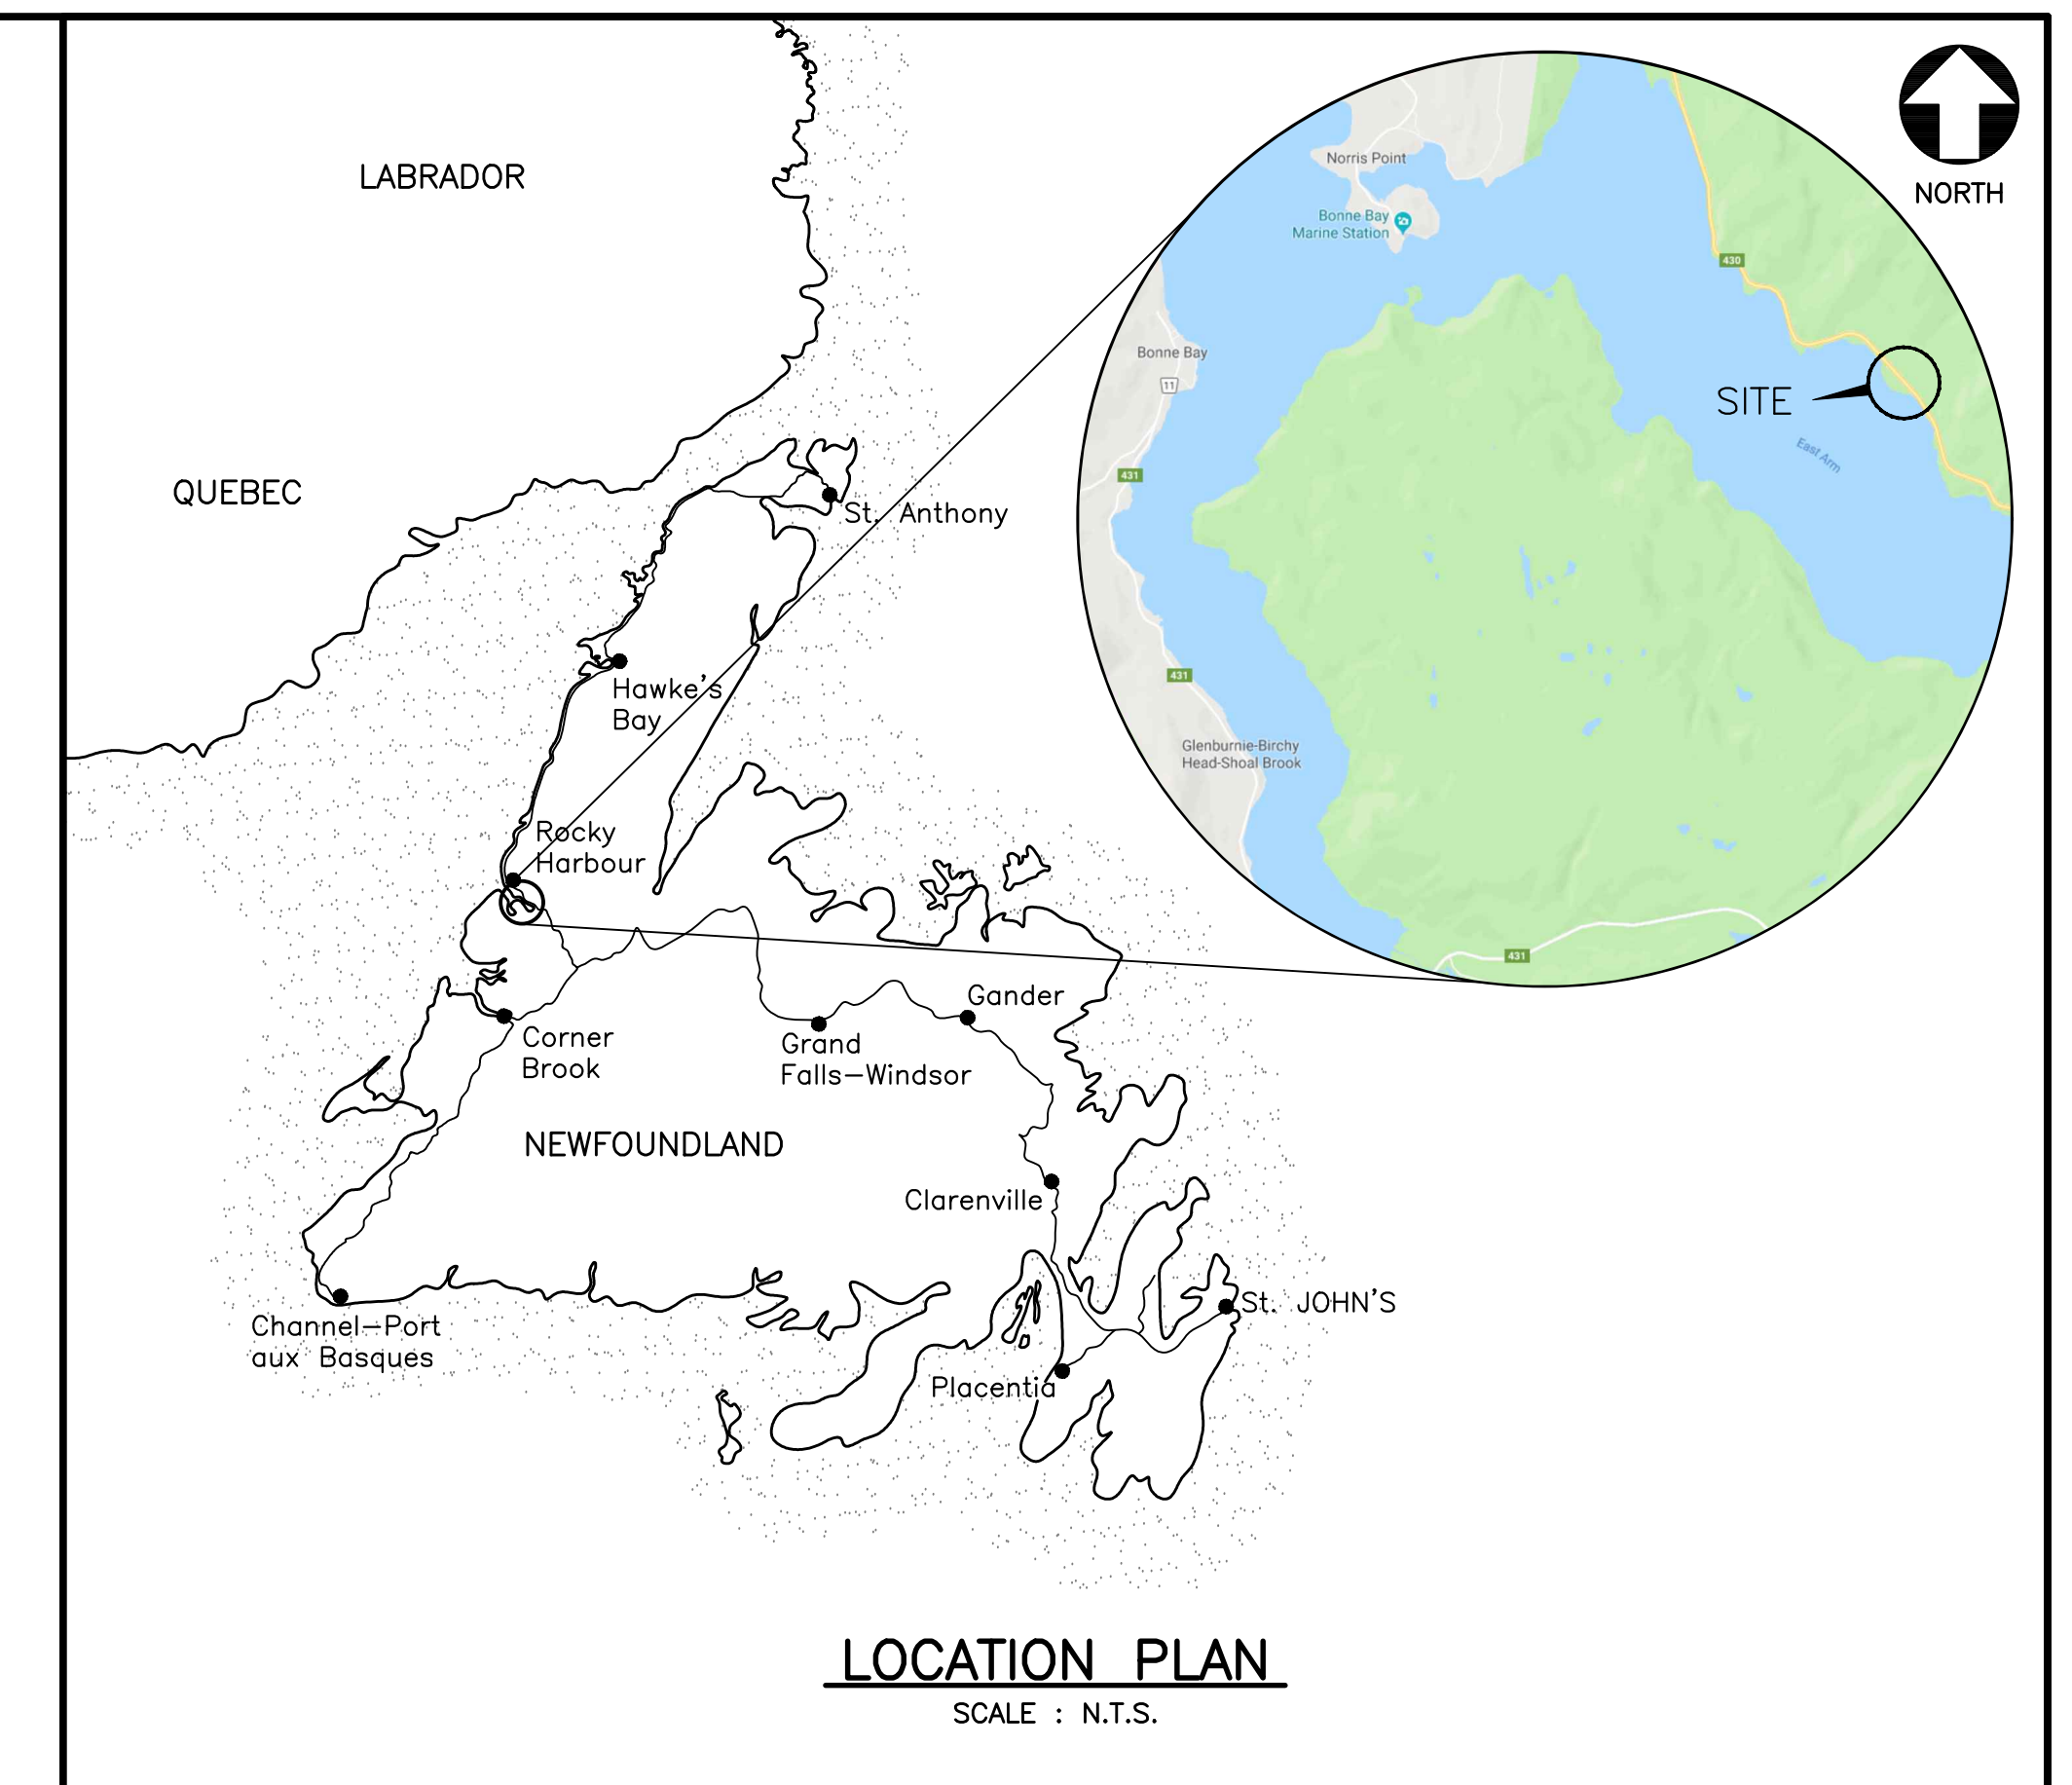 LABRADOR
QUEBEC
NORTH
Norris Point
Bonne Bay
Marine Station
430
Bonne Bay
11
SITE
East Arm
431
431
Glenburnie-Birchy
Head-Shoal Brook
431
St. Anthony
Hawke's
Bay
Rocky
Harbour
Corner
Brook
Grand
Falls-Windsor
Gander
NEWFOUNDLAND
Clarenville
St. JOHN'S
Channel-Port
aux Basques
Placentia
LOCATION PLAN
SCALE : N.T.S.